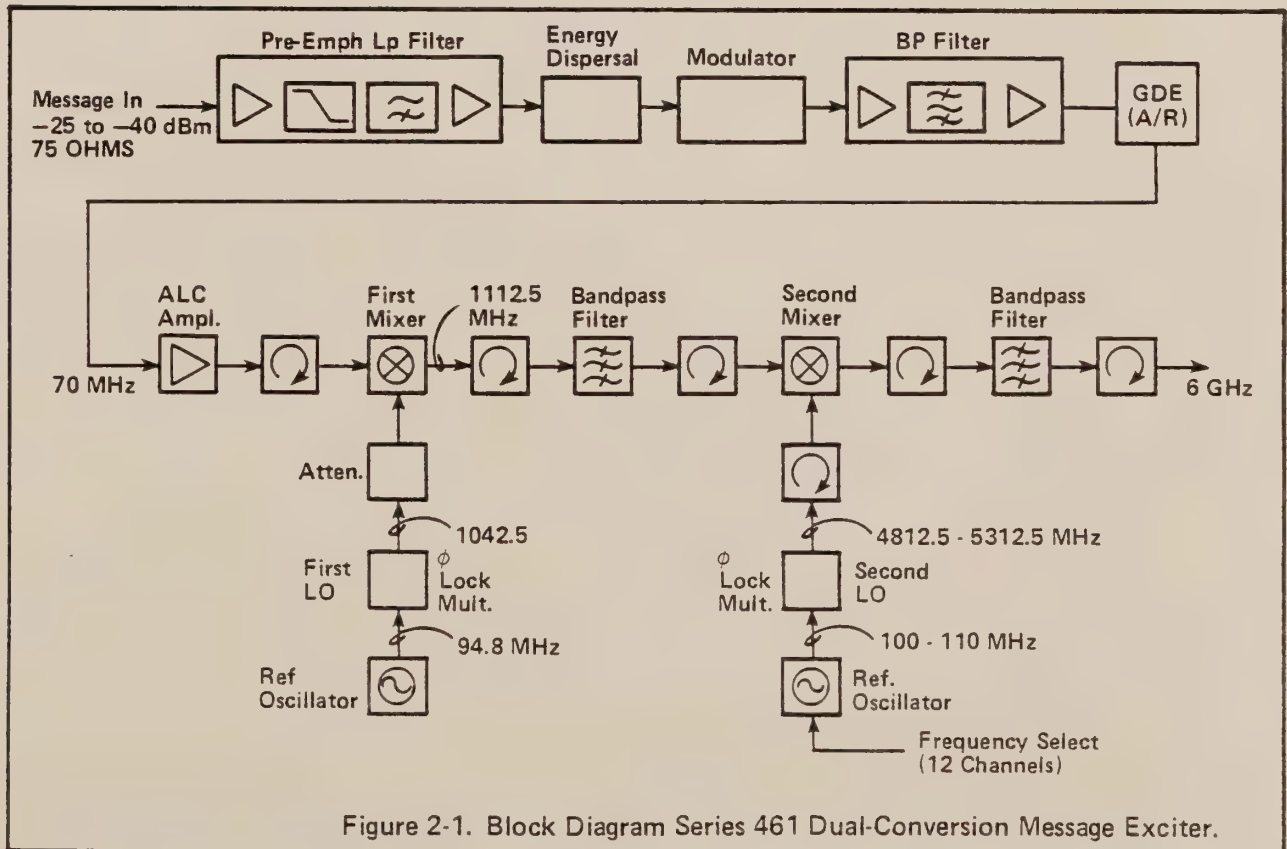 Pre-Emph Lp Filter
Energy
Dispersal
Modulator
BP Filter
Message In
–25 to –40 dBm
75 OHMS
GDE
(A/R)
ALC
Ampl.
First
Mixer
1112.5
MHz
Bandpass
Filter
Second
Mixer
Bandpass
Filter
70 MHz
6 GHz
Atten.
1042.5
4812.5 - 5312.5 MHz
First
LO
ϕ
Lock
Mult.
ϕ
Lock
Mult.
Second
LO
94.8 MHz
100 - 110 MHz
Ref
Oscillator
Ref.
Oscillator
Frequency Select
(12 Channels)
Figure 2-1. Block Diagram Series 461 Dual-Conversion Message Exciter.